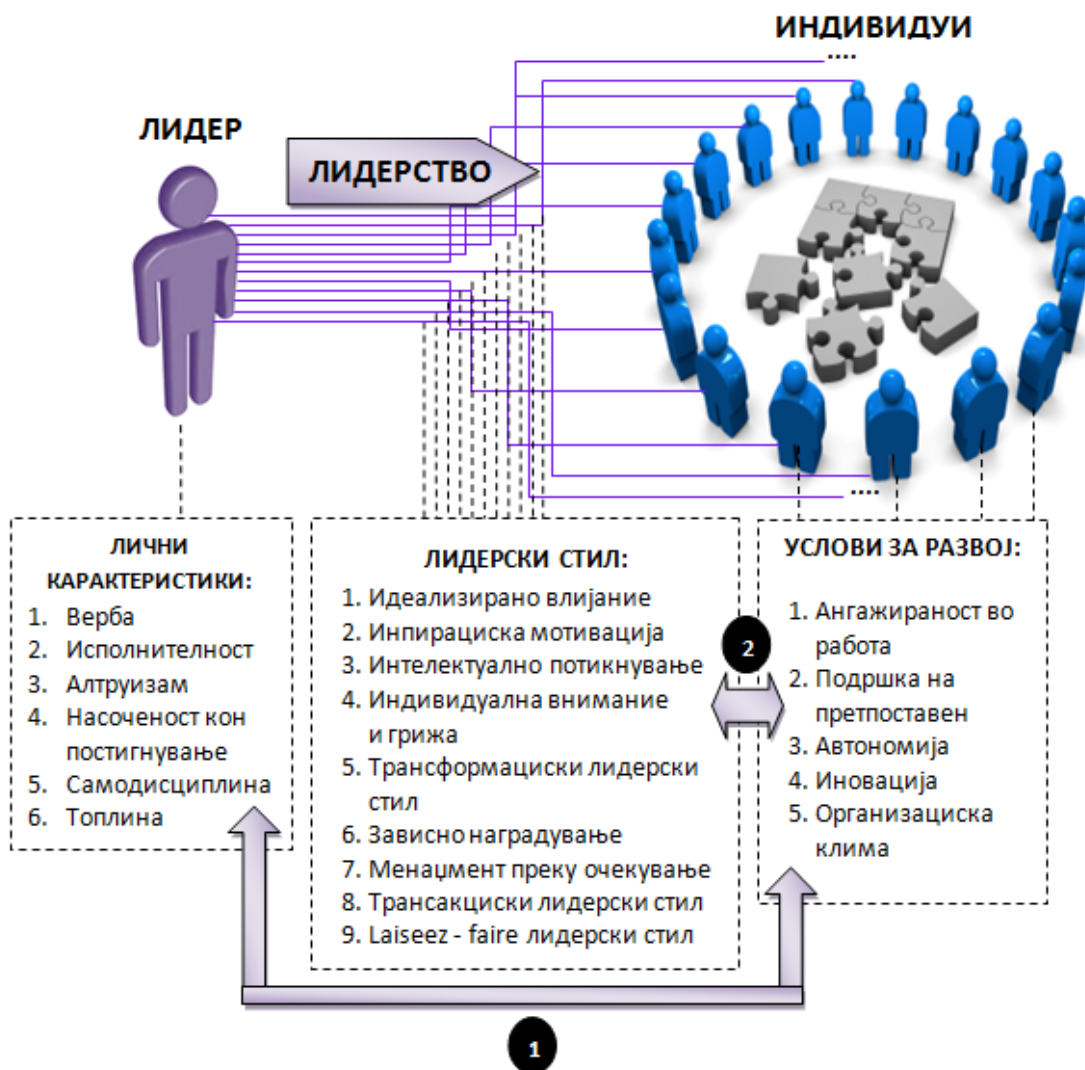 ИНДИВИДУИ
....
ЛИДЕР
ЛИДЕРСТВО
....
ЛИЧНИ
КАРАКТЕРИСТИКИ:
1. Верба
2. Исполнителност
3. Алтруизам
4. Насоченост кон
постигнување
5. Самодисциплина
6. Топлина
ЛИДЕРСКИ СТИЛ:
1. Идеализирано влијание
2. Инпирациска мотивација
3. Интелектуално потикнување
4. Индивидуална внимание
и грижа
5. Трансформациски лидерски
стил
6. Зависно наградување
7. Менаџмент преку очекување
8. Трансакциски лидерски стил
9. Laiseez - faire лидерски стил
2
УСЛОВИ ЗА РАЗВОЈ:
1. Ангажираност во
работа
2. Подршка на
претпоставен
3. Автономија
4. Иновација
5. Организациска
клима
1